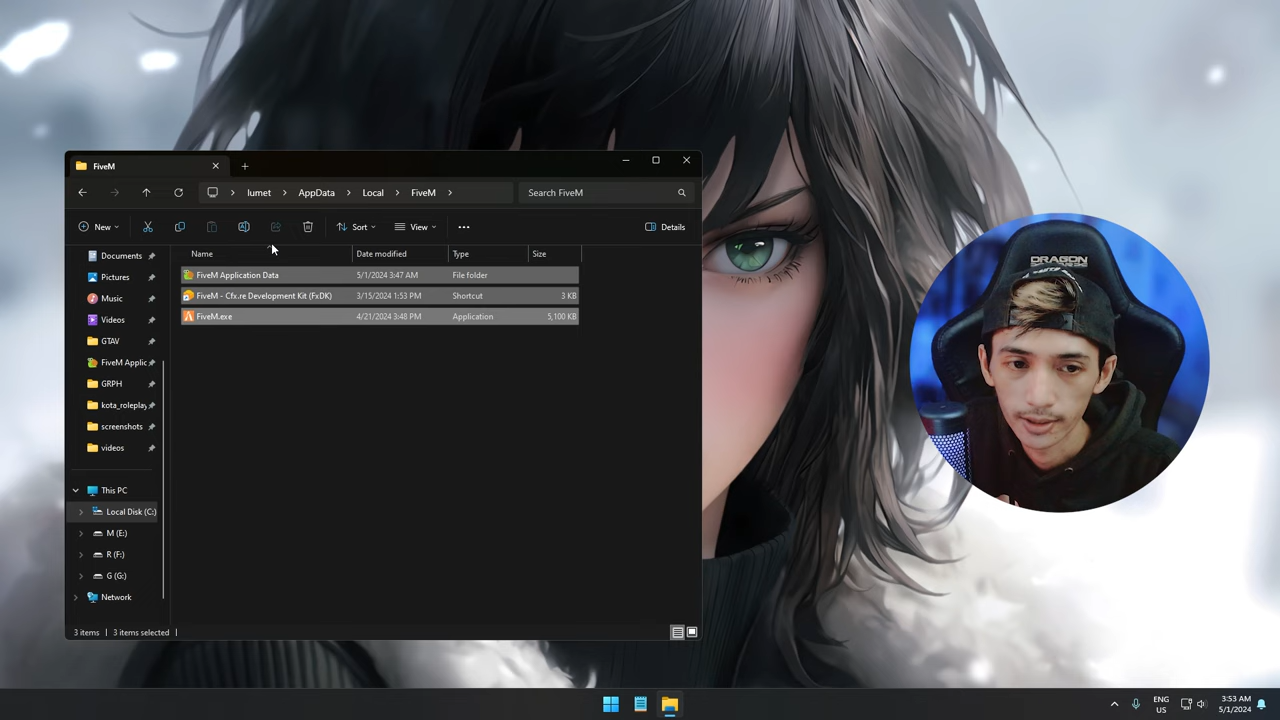 FiveM
lumet > AppData > Local > FiveM >
Search FiveM
New
Sort
View
Details
Name Date modified Type Size
FiveM Application Data 5/1/2024 3:47 AM File folder
FiveM - Cfx.re Development Kit (FxDK) 3/15/2024 1:53 PM Shortcut 3 KB
FiveM.exe 4/21/2024 3:48 PM Application 5,100 KB
Documents
Pictures
Music
Videos
GTAV
FiveM Applic
GRPH
kota_roleplay
screenshots
videos
This PC
Local Disk (C:)
M (E:)
R (F:)
G (G:)
Network
3 items
3 items selected
DRAGON
ENG
US
3:53 AM
5/1/2024